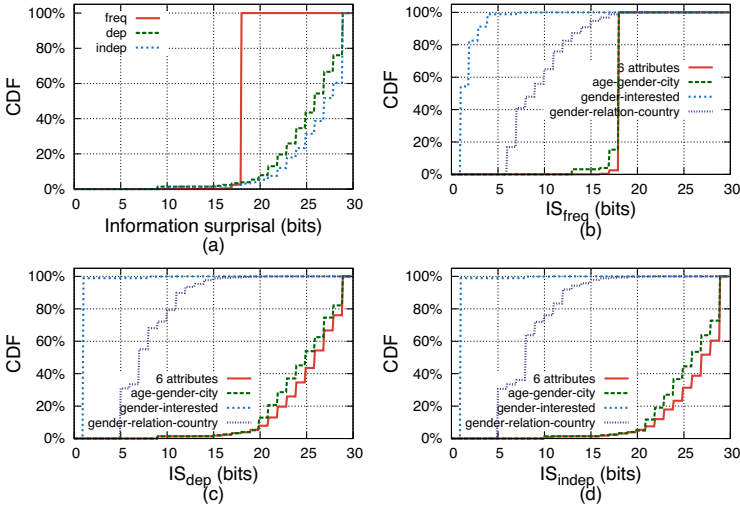 100%
80%
60%
40%
20%
0%
CDF
freq
dep
indep
0 5 10 15 20 25 30
Information surprisal (bits)
(a)
100%
80%
60%
40%
20%
0%
CDF
6 attributes
age-gender-city
gender-interested
gender-relation-country
0 5 10 15 20 25 30
ISfreq (bits)
(b)
100%
80%
60%
40%
20%
0%
CDF
6 attributes
age-gender-city
gender-interested
gender-relation-country
0 5 10 15 20 25 30
ISdep (bits)
(c)
100%
80%
60%
40%
20%
0%
CDF
6 attributes
age-gender-city
gender-interested
gender-relation-country
0 5 10 15 20 25 30
ISindep (bits)
(d)